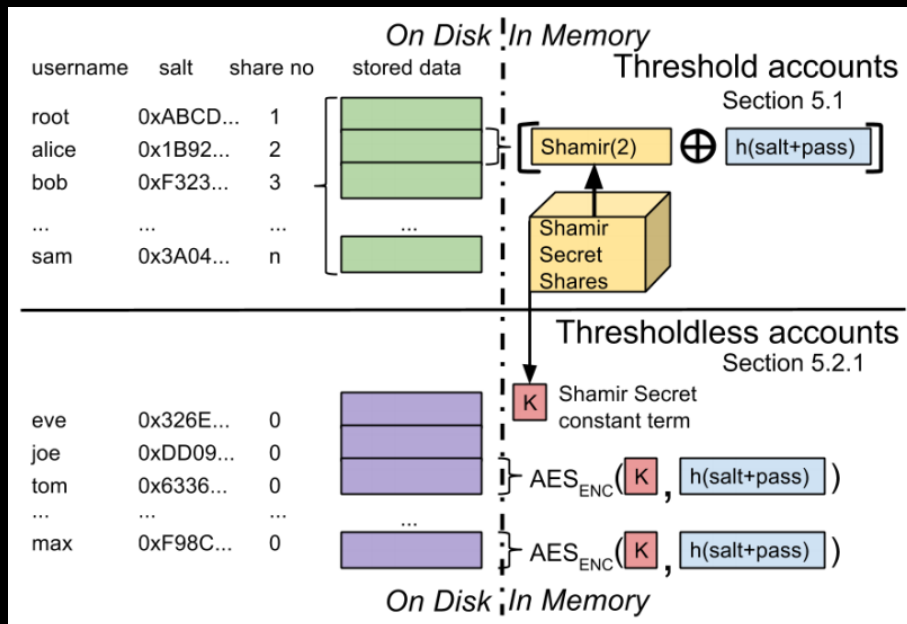 On Disk In Memory
username salt share no stored data
Threshold accounts
Section 5.1
root 0xABCD... 1
alice 0x1B92... 2
Shamir(2) ⊕ h(salt+pass)
bob 0xF323... 3
... ... ... ...
sam 0x3A04... n
Shamir
Secret
Shares
Thresholdless accounts
Section 5.2.1
K Shamir Secret
constant term
eve 0x326E... 0
joe 0xDD09... 0
tom 0x6336... 0
AES_ENC(K, h(salt+pass))
... ... ... ...
max 0xF98C... 0
AES_ENC(K, h(salt+pass))
On Disk In Memory